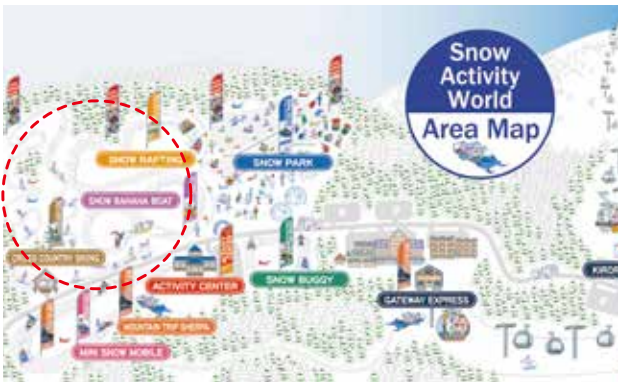 Snow
Activity
World
Area Map
SNOW RAFTING
SNOW PARK
SNOW BANANA BOAT
COUNTRY SKIING
ACTIVITY CENTER
SNOW BUGGY
GATEWAY EXPRESS
MOUNTAIN TRIP SHERPA
MINI SNOW MOBILE